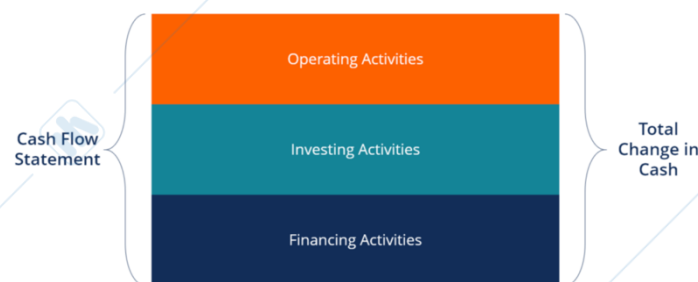 Operating Activities
Cash Flow
Statement
Investing Activities
Total
Change in
Cash
Financing Activities